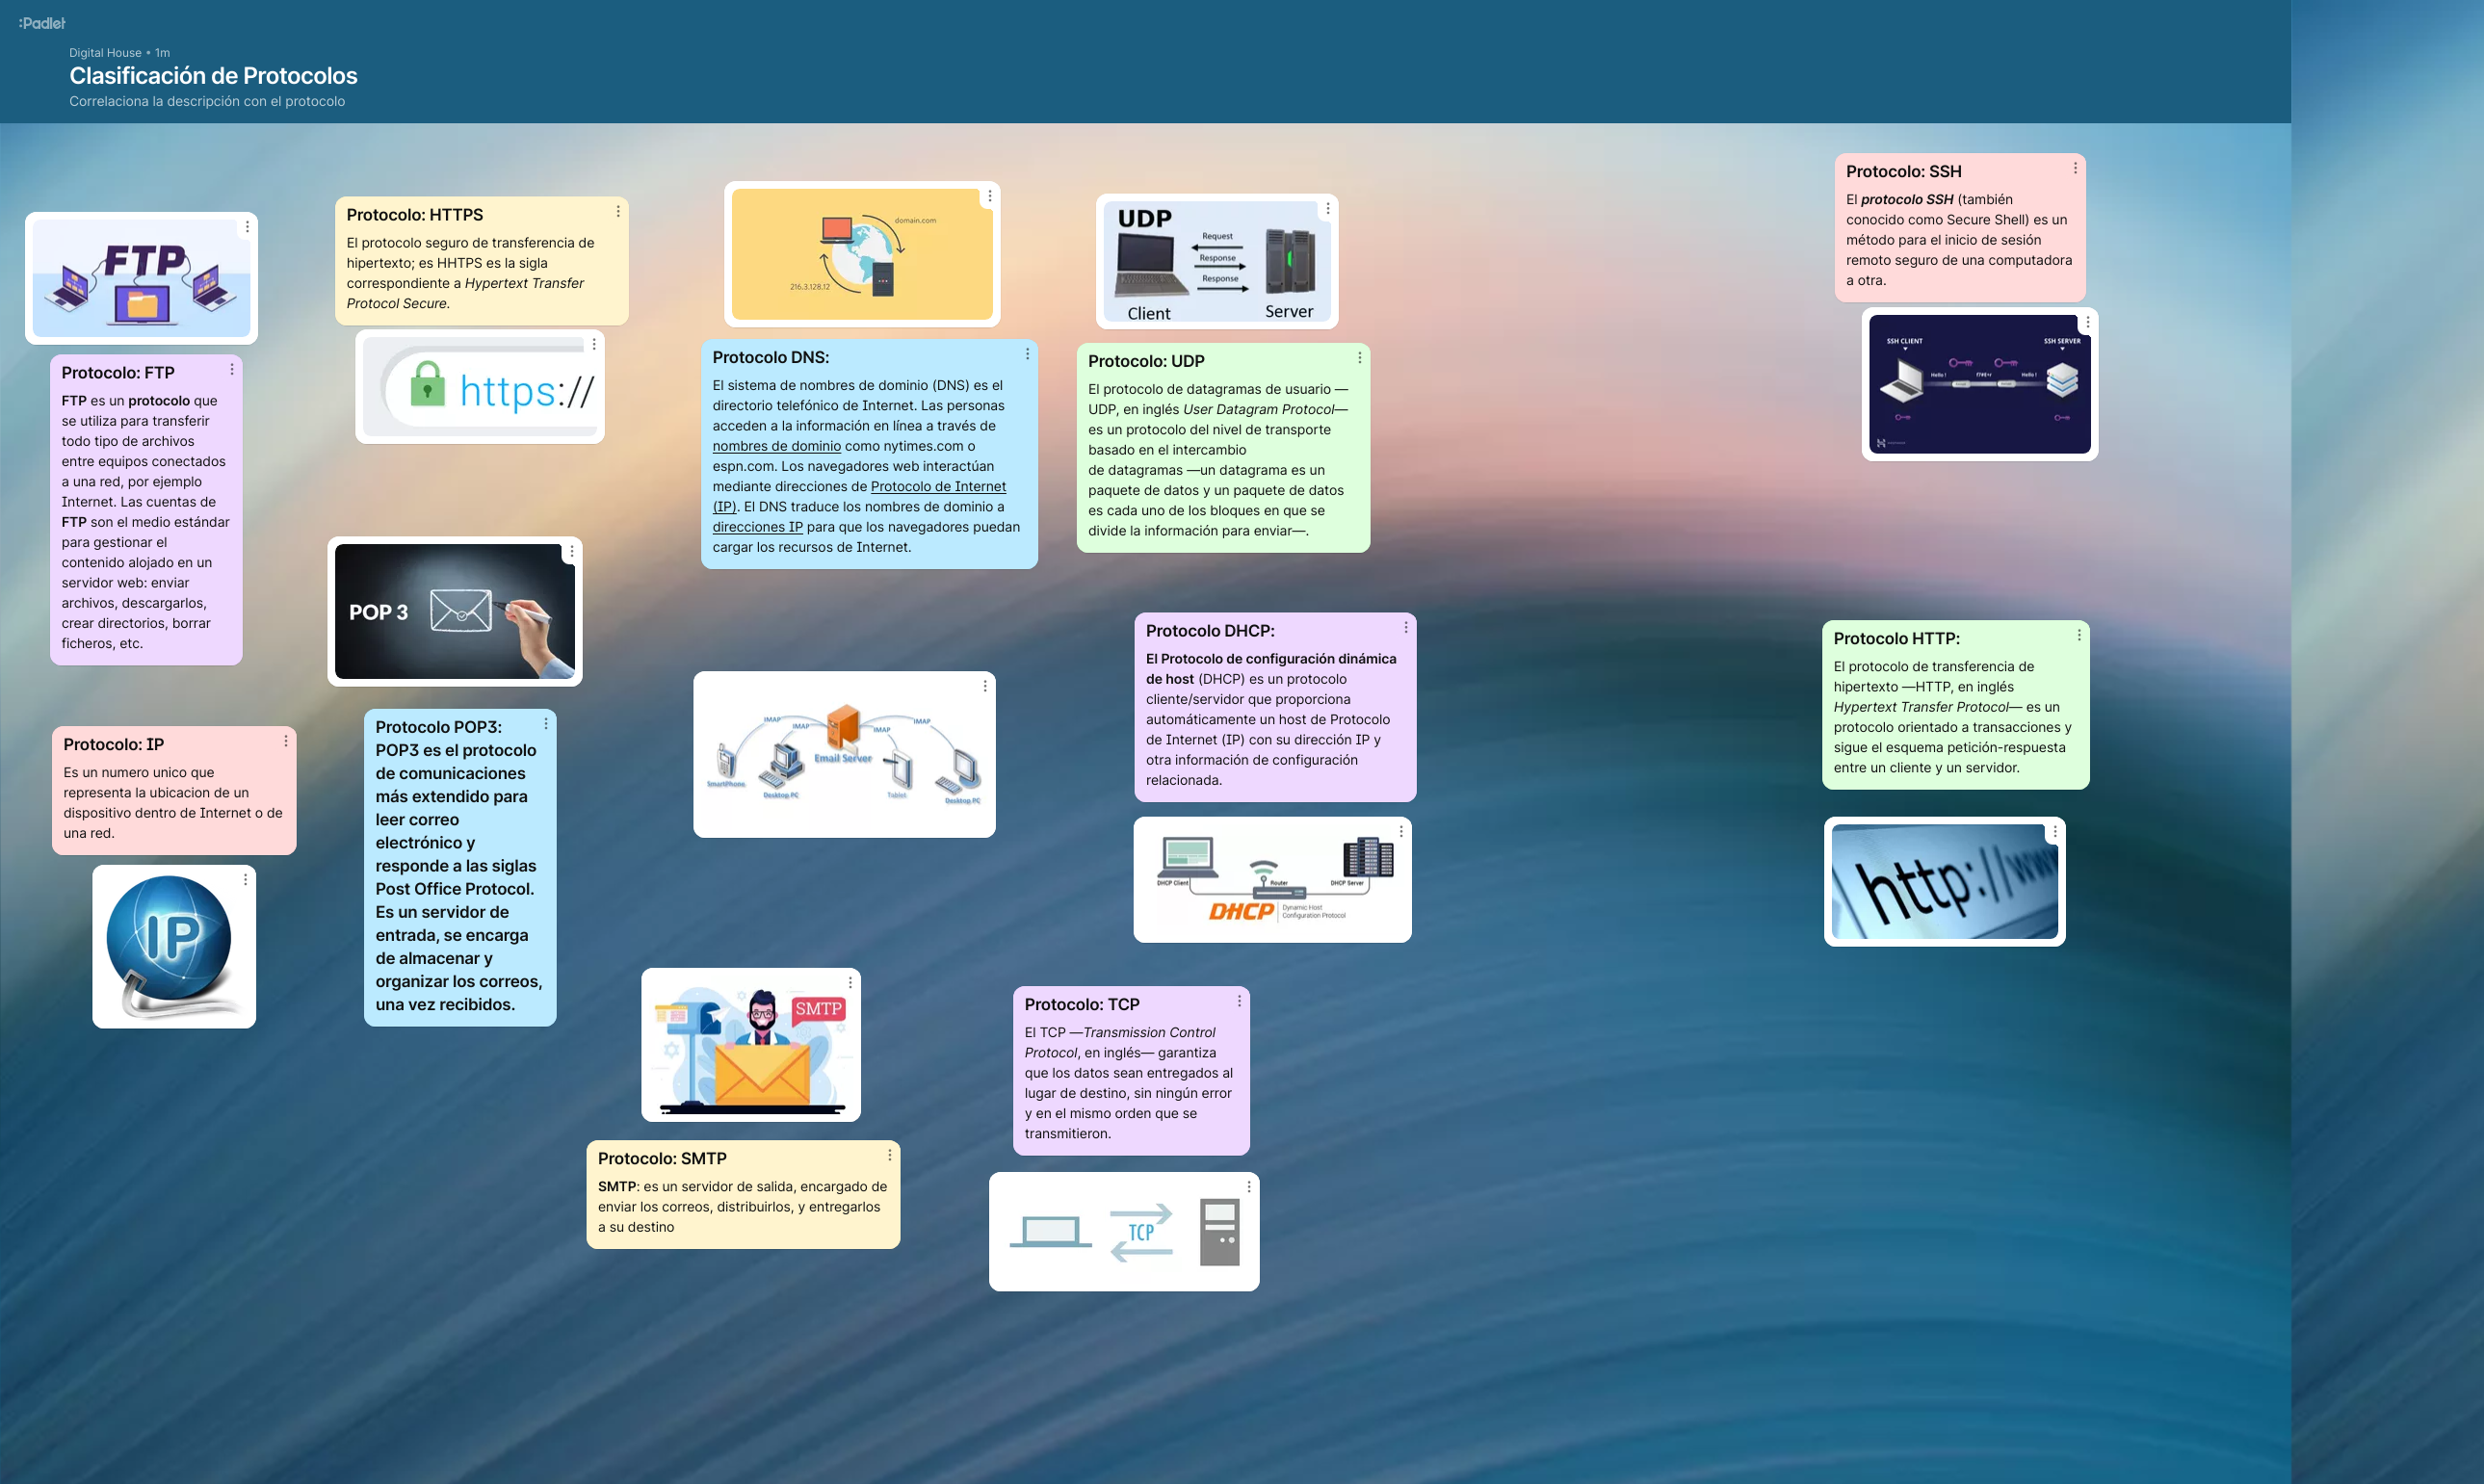 :Padlet
Digital House • 1m
Clasificación de Protocolos
Correlaciona la descripción con el protocolo
FTP
Protocolo: FTP
FTP es un protocolo que
se utiliza para transferir
todo tipo de archivos
entre equipos conectados
a una red, por ejemplo
Internet. Las cuentas de
FTP son el medio estándar
para gestionar el
contenido alojado en un
servidor web: enviar
archivos, descargarlos,
crear directorios, borrar
ficheros, etc.
Protocolo: IP
Es un numero unico que
representa la ubicacion de un
dispositivo dentro de Internet o de
una red.
IP
Protocolo: HTTPS
El protocolo seguro de transferencia de
hipertexto; es HHTPS es la sigla
correspondiente a Hypertext Transfer
Protocol Secure.
https://
POP 3
Protocolo POP3:
POP3 es el protocolo
de comunicaciones
más extendido para
leer correo
electrónico y
responde a las siglas
Post Office Protocol.
Es un servidor de
entrada, se encarga
de almacenar y
organizar los correos,
una vez recibidos.
domain.com
216.3.128.12
Protocolo DNS:
El sistema de nombres de dominio (DNS) es el
directorio telefónico de Internet. Las personas
acceden a la información en línea a través de
nombres de dominio como nytimes.com o
espn.com. Los navegadores web interactúan
mediante direcciones de Protocolo de Internet
(IP). El DNS traduce los nombres de dominio a
direcciones IP para que los navegadores puedan
cargar los recursos de Internet.
IMAP
IMAP
IMAP
IMAP
Email Server
SmartPhone
Desktop PC
Tablet
Desktop PC
SMTP
Protocolo: SMTP
SMTP: es un servidor de salida, encargado de
enviar los correos, distribuirlos, y entregarlos
a su destino
UDP
Request
Response
Response
Client
Server
Protocolo: UDP
El protocolo de datagramas de usuario —
UDP, en inglés User Datagram Protocol—
es un protocolo del nivel de transporte
basado en el intercambio
de datagramas —un datagrama es un
paquete de datos y un paquete de datos
es cada uno de los bloques en que se
divide la información para enviar—.
Protocolo DHCP:
El Protocolo de configuración dinámica
de host (DHCP) es un protocolo
cliente/servidor que proporciona
automáticamente un host de Protocolo
de Internet (IP) con su dirección IP y
otra información de configuración
relacionada.
DHCP Client
Router
DHCP Server
DHCP
Dynamic Host
Configuration Protocol
Protocolo: TCP
El TCP —Transmission Control
Protocol, en inglés— garantiza
que los datos sean entregados al
lugar de destino, sin ningún error
y en el mismo orden que se
transmitieron.
TCP
Protocolo: SSH
El protocolo SSH (también
conocido como Secure Shell) es un
método para el inicio de sesión
remoto seguro de una computadora
a otra.
SSH CLIENT
SSH SERVER
Hello !
Hello !
Protocolo HTTP:
El protocolo de transferencia de
hipertexto —HTTP, en inglés
Hypertext Transfer Protocol— es un
protocolo orientado a transacciones y
sigue el esquema petición-respuesta
entre un cliente y un servidor.
http://ww